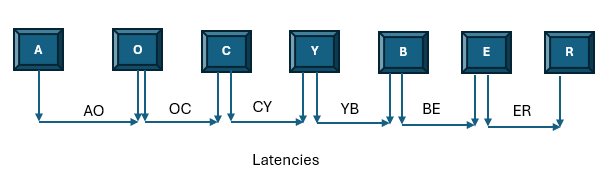 A O C Y B E R
AO OC CY YB BE ER
Latencies